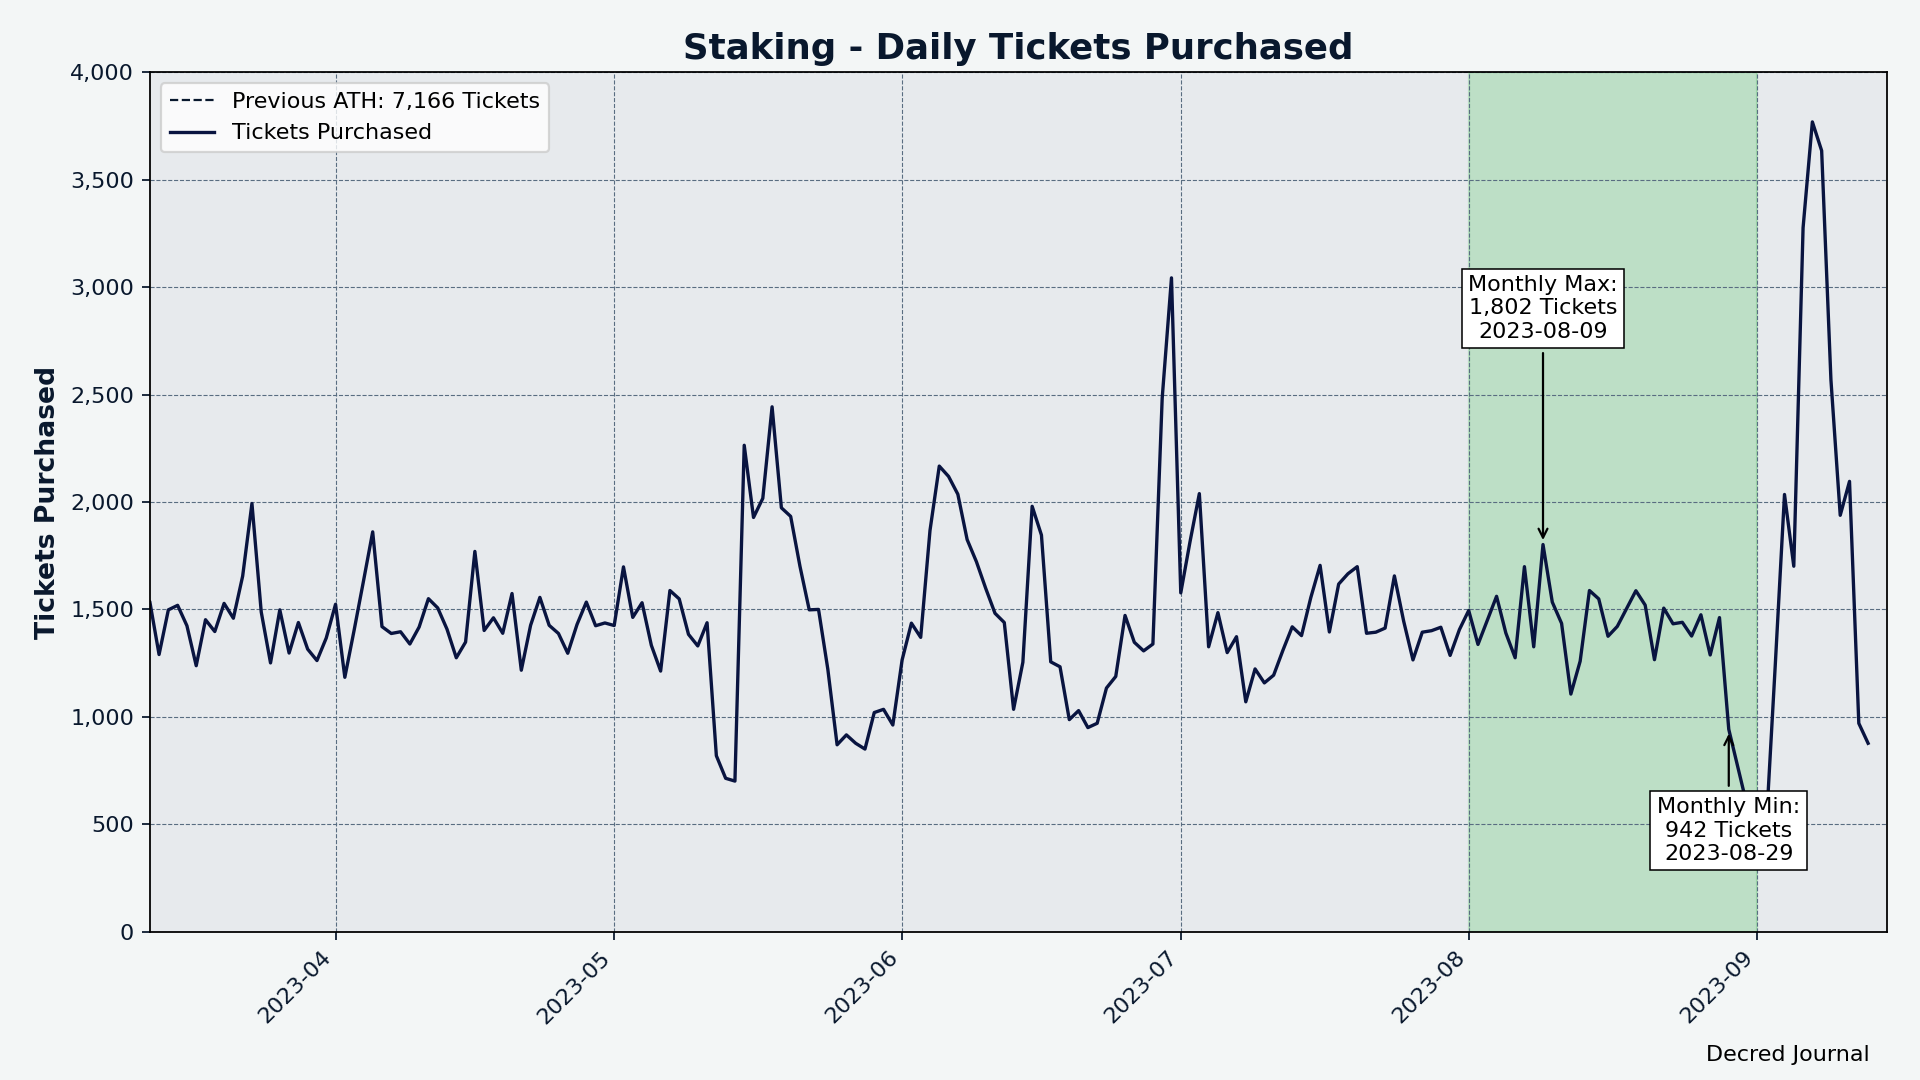 Staking - Daily Tickets Purchased
Previous ATH: 7,166 Tickets
Tickets Purchased
Tickets Purchased
4,000
3,500
3,000
2,500
2,000
1,500
1,000
500
0
Monthly Max:
1,802 Tickets
2023-08-09
Monthly Min:
942 Tickets
2023-08-29
2023-04
2023-05
2023-06
2023-07
2023-08
2023-09
Decred Journal